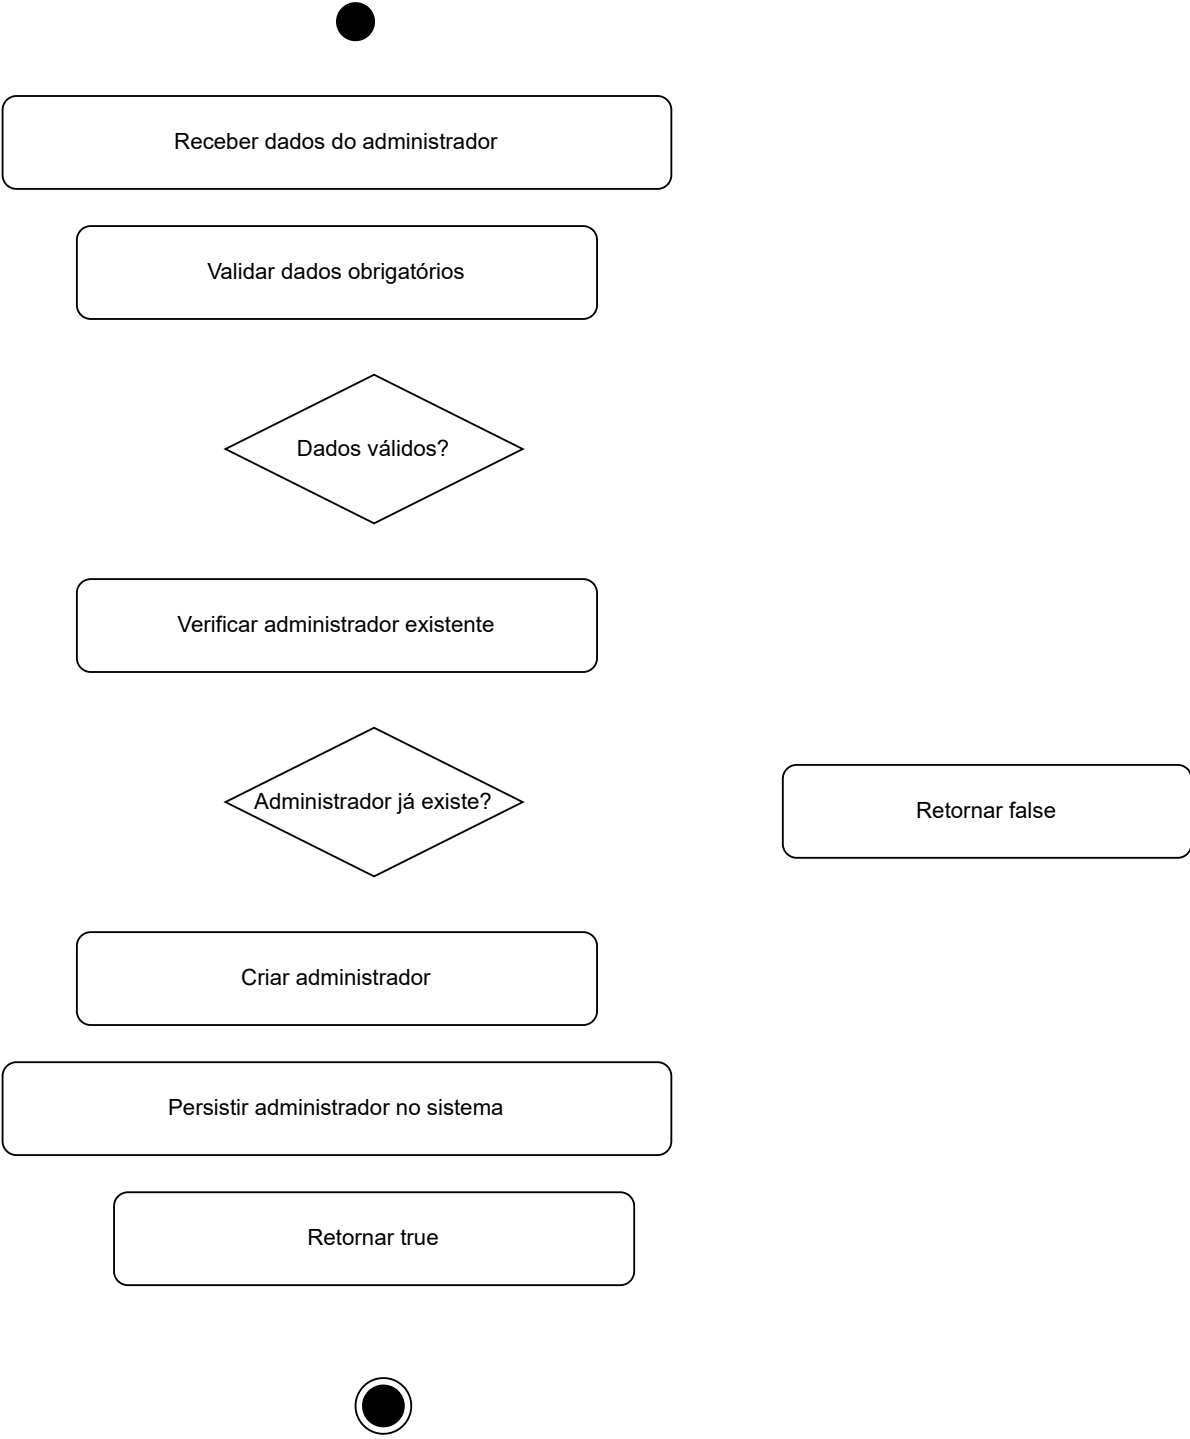 Receber dados do administrador
Validar dados obrigatórios
Dados válidos?
Verificar administrador existente
Administrador já existe?
Retornar false
Criar administrador
Persistir administrador no sistema
Retornar true